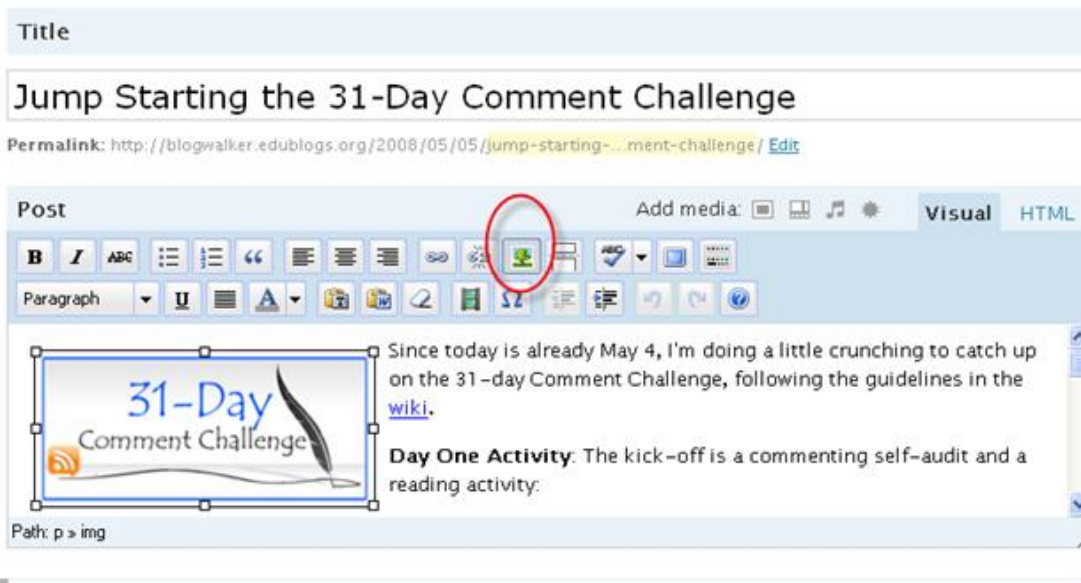 Title
Jump Starting the 31-Day Comment Challenge
Permalink: http://blogwalker.edublogs.org/2008/05/05/jump-starting-...ment-challenge/ Edit
Post Add media: Visual HTML
B I ABC ABC
Paragraph U A T W Ω
31-Day
Comment Challenge
Since today is already May 4, I'm doing a little crunching to catch up
on the 31-day Comment Challenge, following the guidelines in the
wiki.
Day One Activity: The kick-off is a commenting self-audit and a
reading activity:
Path: p » img